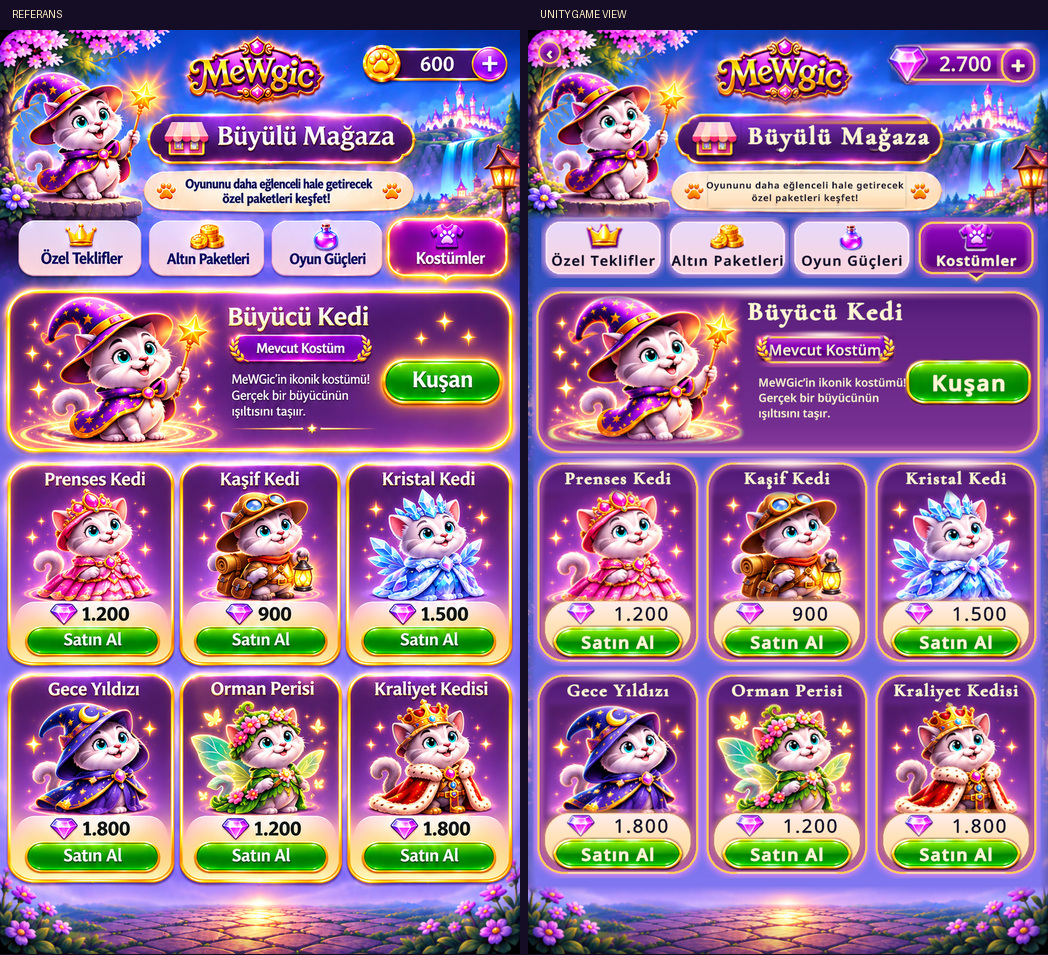 REFERANS
MeWgic
600
Büyülü Mağaza
Oyununu daha eğlenceli hale getirecek
özel paketleri keşfet!
Özel Teklifler
Altın Paketleri
Oyun Güçleri
Kostümler
Büyücü Kedi
Mevcut Kostüm
MeWGic'in ikonik kostümü!
Gerçek bir büyücünün
ışıltısını taşıır.
Kuşan
Prenses Kedi
Kaşif Kedi
Kristal Kedi
1.200
900
1.500
Satın Al
Satın Al
Satın Al
Gece Yıldızı
Orman Perisi
Kraliyet Kedisi
1.800
1.200
1.800
Satın Al
Satın Al
Satın Al
UNITY GAME VIEW
MeWgic
2.700
Büyülü Mağaza
Oyununu daha eğlenceli hale getirecek
özel paketleri keşfet!
Özel Teklifler
Altın Paketleri
Oyun Güçleri
Kostümler
Büyücü Kedi
Mevcut Kostüm
MeWGic'in ikonik kostümü!
Gerçek bir büyücünün
ışıltısını taşır.
Kuşan
Prenses Kedi
Kaşif Kedi
Kristal Kedi
1.200
900
1.500
Satın Al
Satın Al
Satın Al
Gece Yıldızı
Orman Perisi
Kraliyet Kedisi
1.800
1.200
1.800
Satın Al
Satın Al
Satın Al